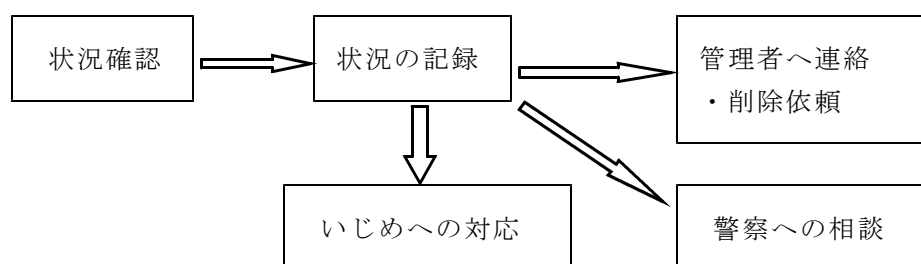 状況確認
状況の記録
管理者へ連絡
・削除依頼
いじめへの対応
警察への相談